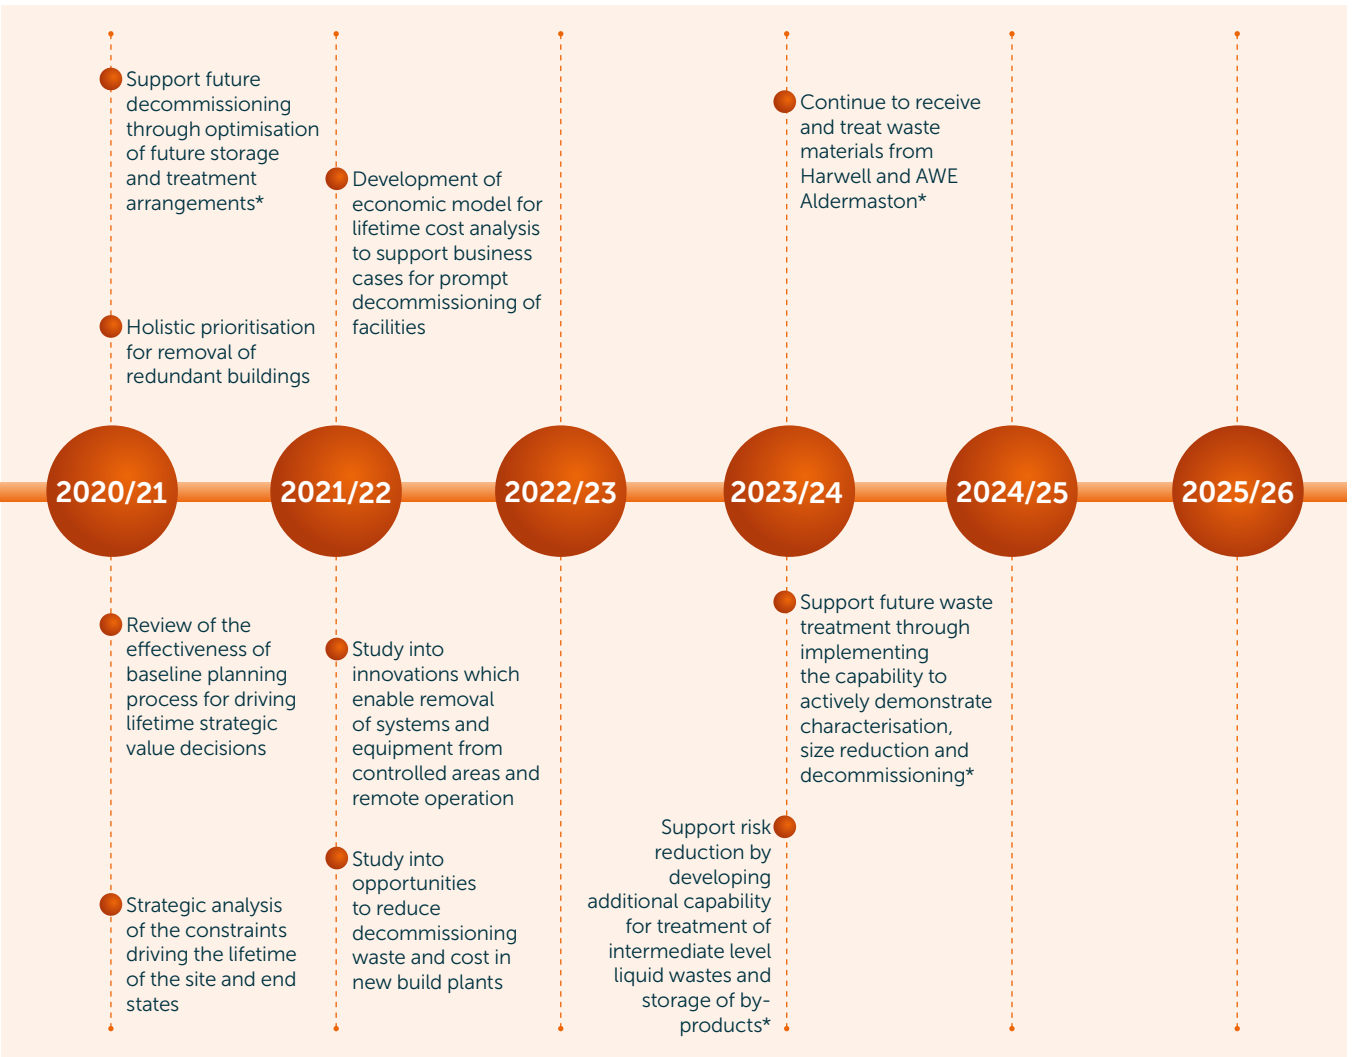 Support future
decommissioning
through optimisation
of future storage
and treatment
arrangements*
Holistic prioritisation
for removal of
redundant buildings
Development of
economic model for
lifetime cost analysis
to support business
cases for prompt
decommissioning of
facilities
Continue to receive
and treat waste
materials from
Harwell and AWE
Aldermaston*
2020/21
2021/22
2022/23
2023/24
2024/25
2025/26
Review of the
effectiveness of
baseline planning
process for driving
lifetime strategic
value decisions
Strategic analysis
of the constraints
driving the lifetime
of the site and end
states
Study into
innovations which
enable removal
of systems and
equipment from
controlled areas and
remote operation
Study into
opportunities
to reduce
decommissioning
waste and cost in
new build plants
Support future waste
treatment through
implementing
the capability to
actively demonstrate
characterisation,
size reduction and
decommissioning*
Support risk
reduction by
developing
additional capability
for treatment of
intermediate level
liquid wastes and
storage of by-
products*